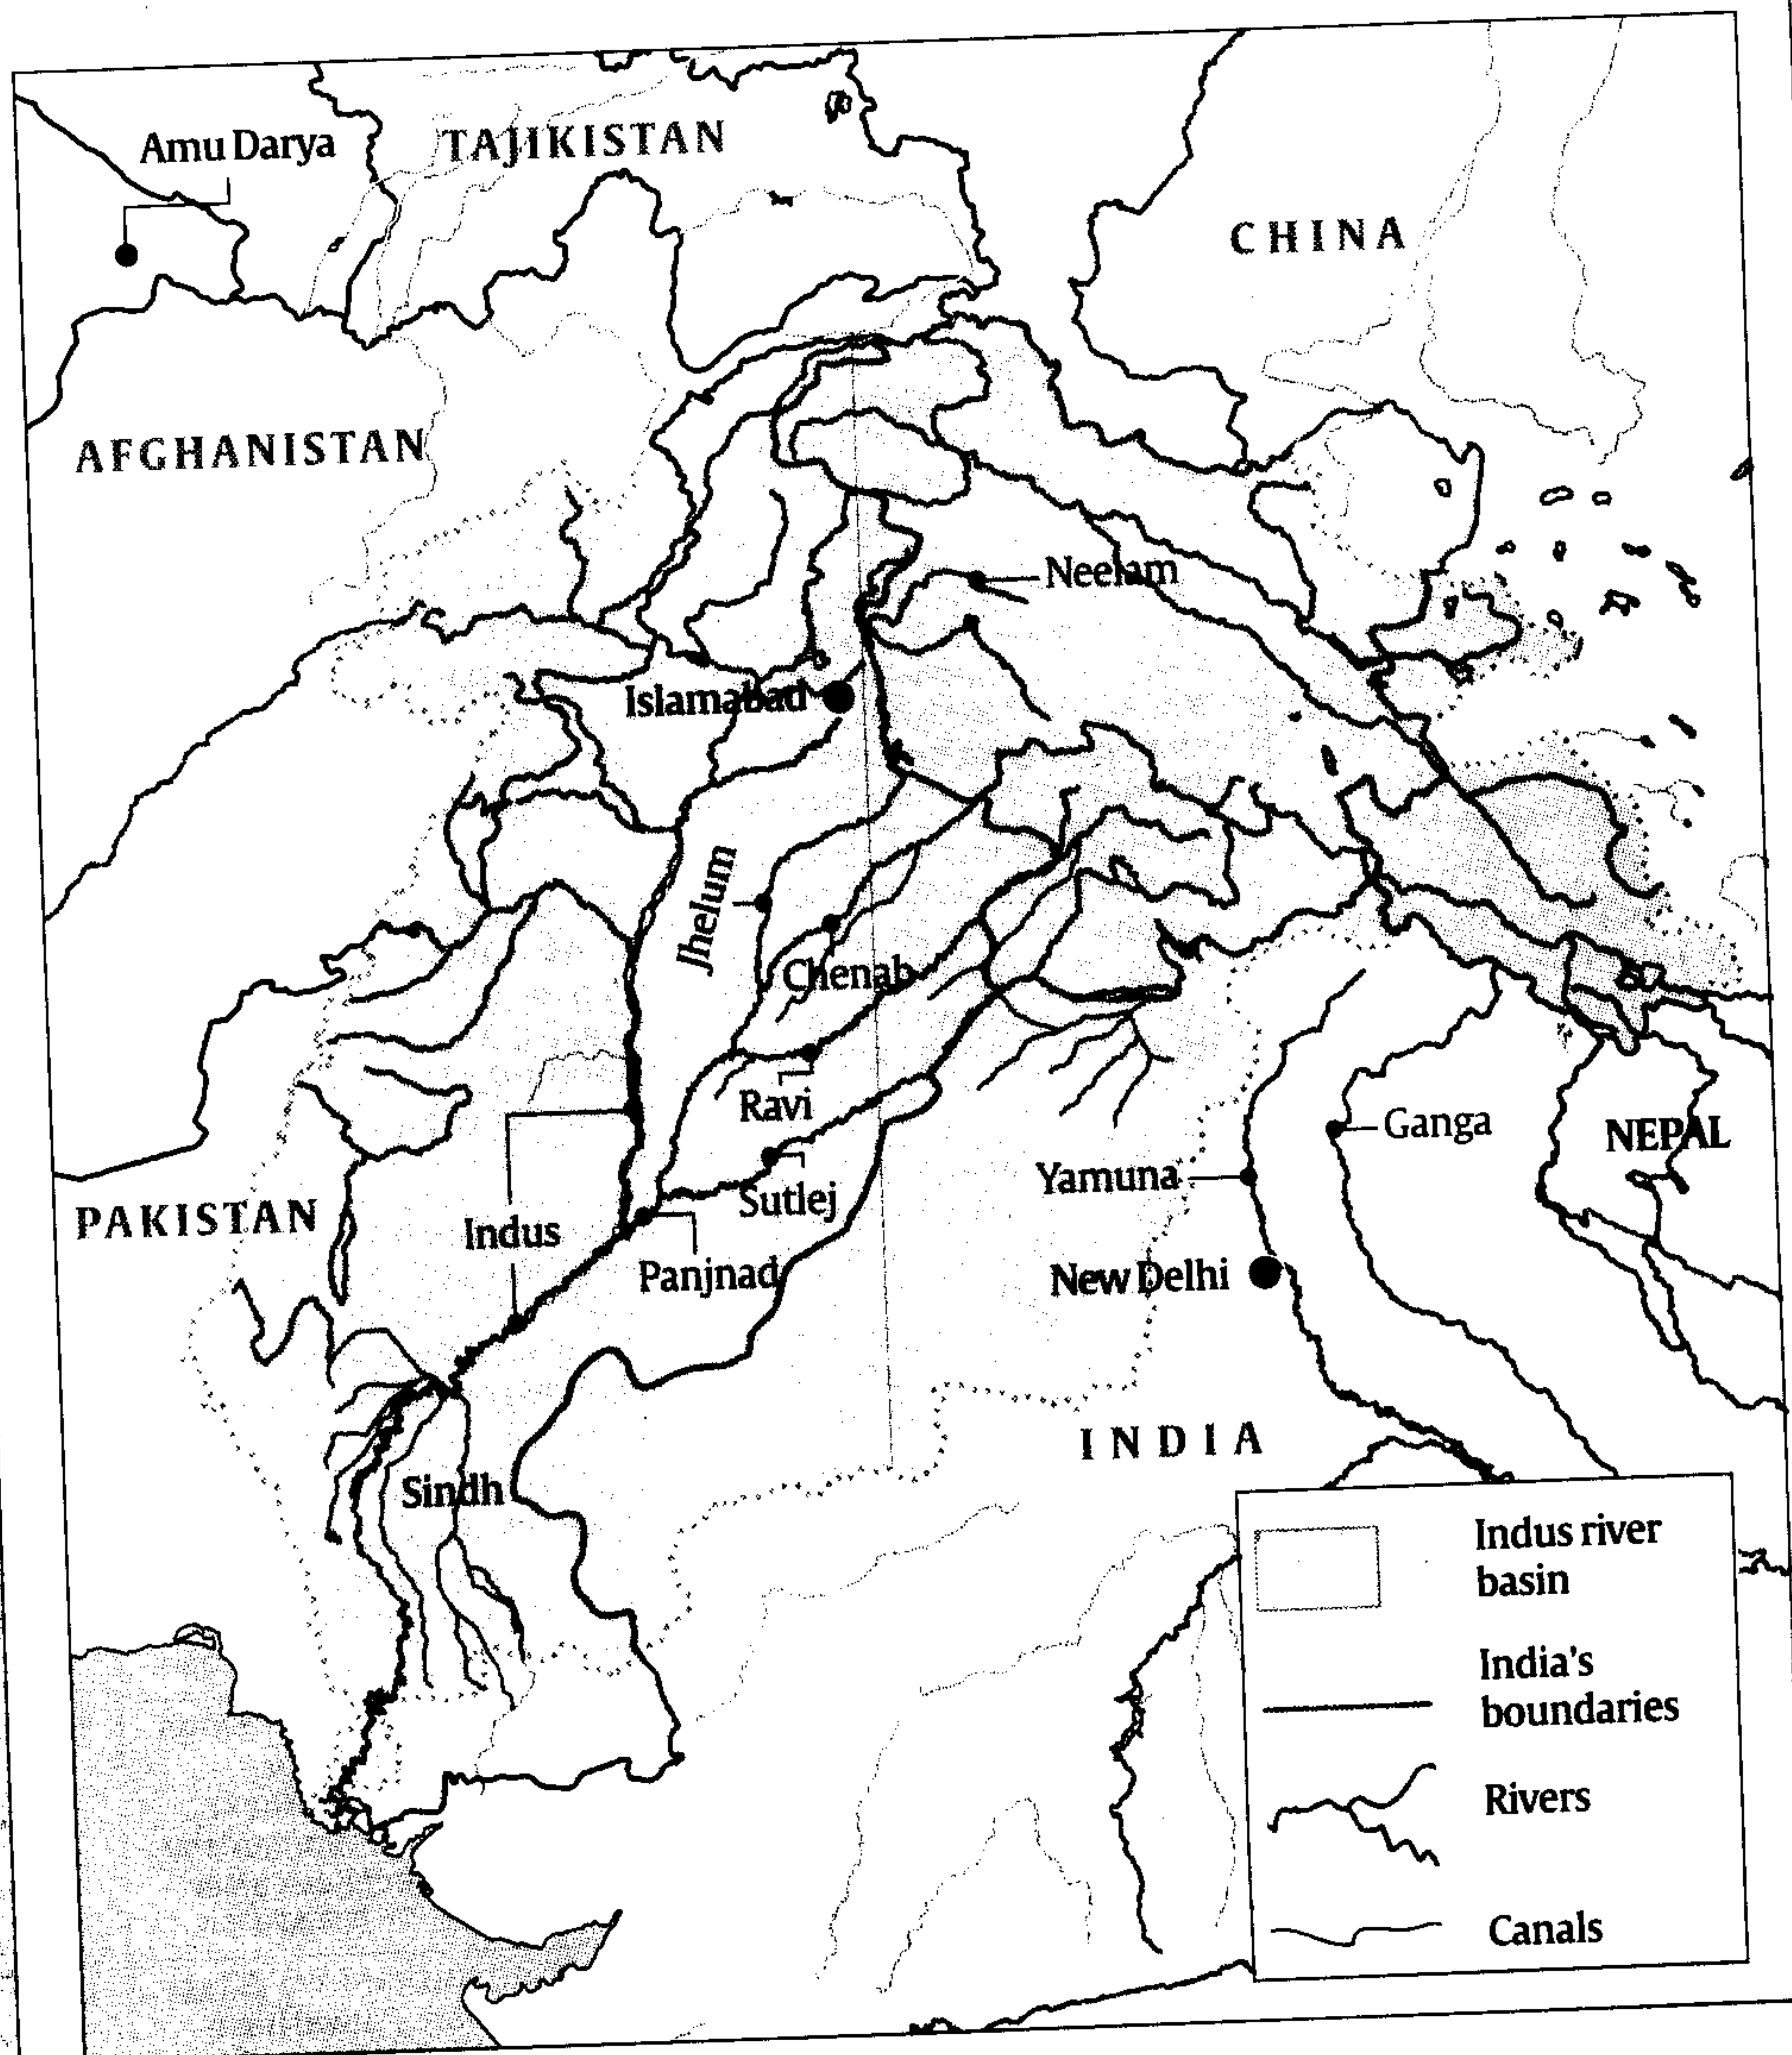 Amu Darya
TAJIKISTAN
CHINA
AFGHANISTAN
Neelam
Islamabad
Jhelum
Chenab
Ravi
Ganga
NEPAL
Yamuna
PAKISTAN
Sutlej
Indus
Panjnad
New Delhi
INDIA
Sindh
Indus river
basin
India's
boundaries
Rivers
Canals